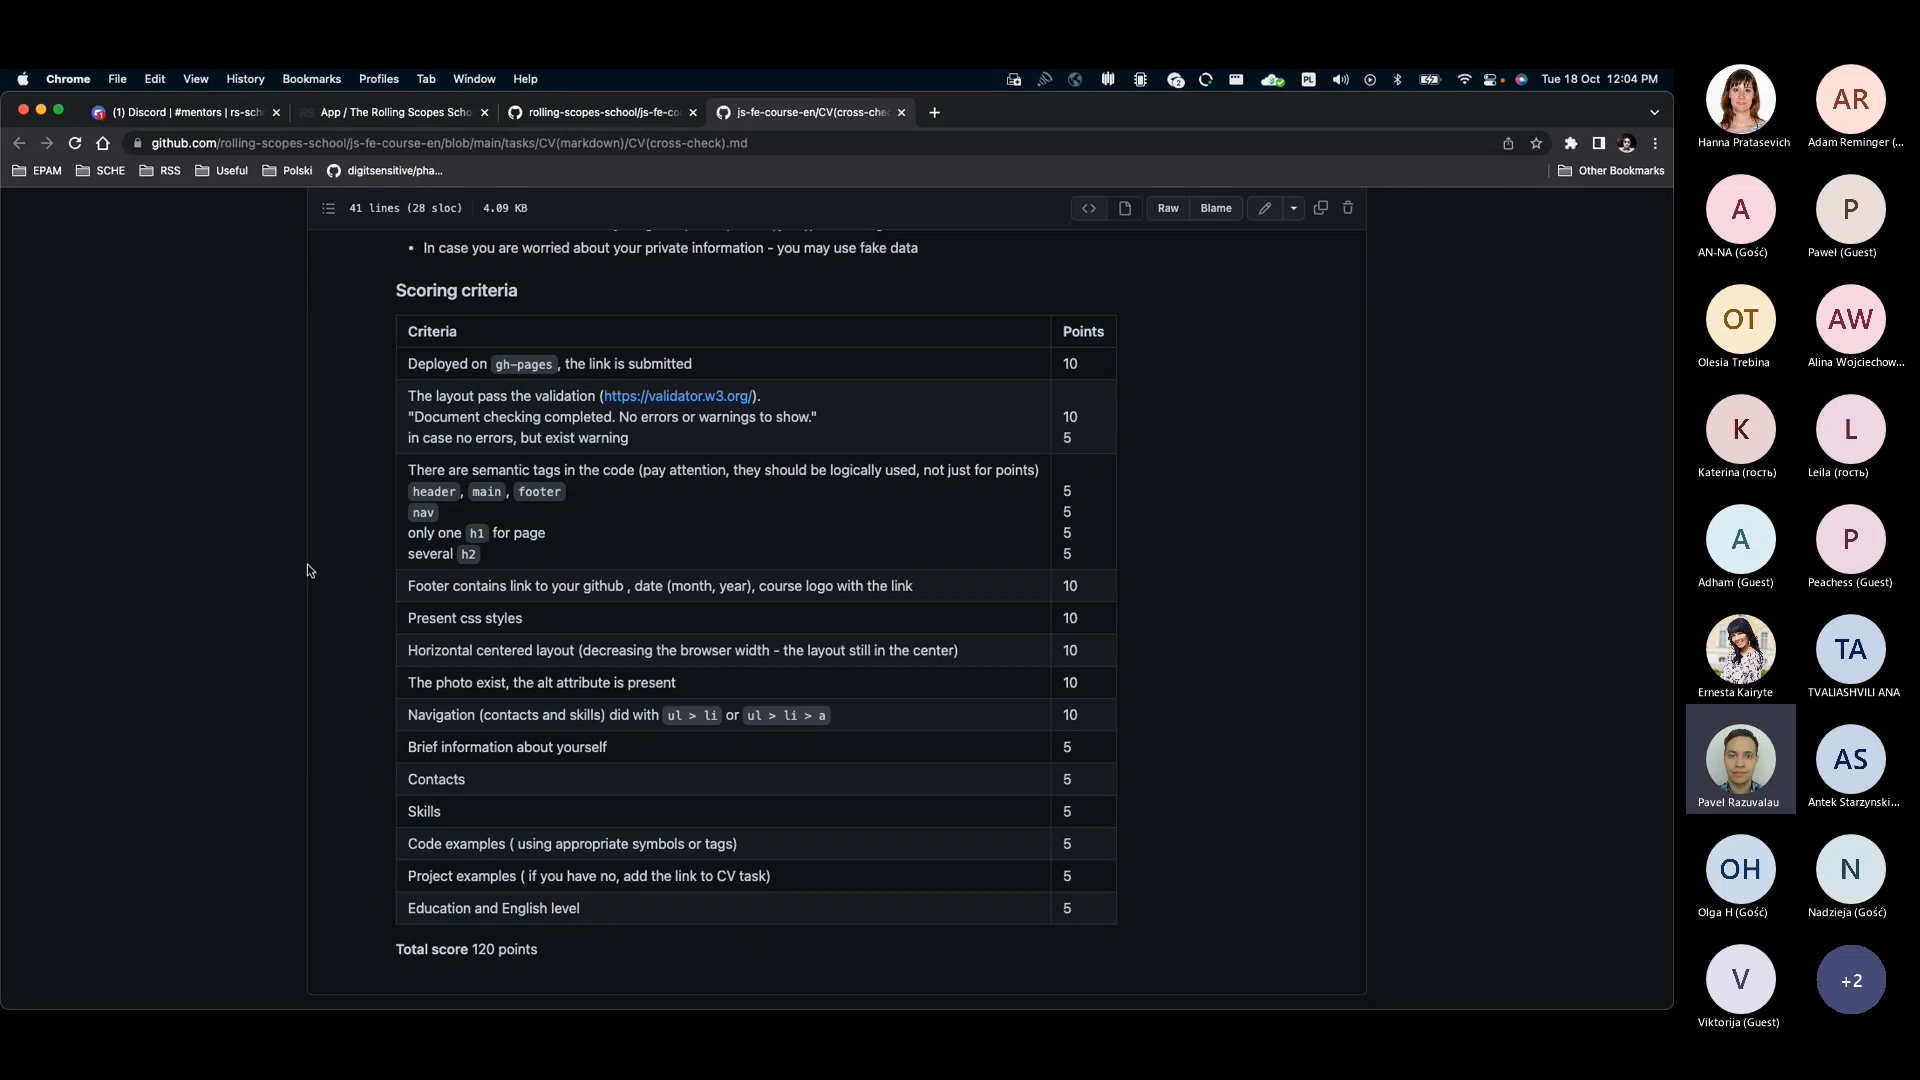 Chrome File Edit View History Bookmarks Profiles Tab Window Help
PL
Tue 18 Oct 12:04 PM
(1) Discord | #mentors | rs-sch
App / The Rolling Scopes Scho
rolling-scopes-school/js-fe-co
js-fe-course-en/CV(cross-che
github.com/rolling-scopes-school/js-fe-course-en/blob/main/tasks/CV(markdown)/CV(cross-check).md
EPAM SCHE RSS Useful Polski digitsensitive/pha... Other Bookmarks
41 lines (28 sloc) 4.09 KB
Raw Blame
• In case you are worried about your private information - you may use fake data
Scoring criteria
Criteria Points
Deployed on gh-pages, the link is submitted 10
The layout pass the validation (https://validator.w3.org/).
"Document checking completed. No errors or warnings to show." 10
in case no errors, but exist warning 5
There are semantic tags in the code (pay attention, they should be logically used, not just for points)
header, main, footer 5
nav 5
only one h1 for page 5
several h2 5
Footer contains link to your github , date (month, year), course logo with the link 10
Present css styles 10
Horizontal centered layout (decreasing the browser width - the layout still in the center) 10
The photo exist, the alt attribute is present 10
Navigation (contacts and skills) did with ul > li or ul > li > a 10
Brief information about yourself 5
Contacts 5
Skills 5
Code examples ( using appropriate symbols or tags) 5
Project examples ( if you have no, add the link to CV task) 5
Education and English level 5
Total score 120 points
AR
Hanna Pratasevich Adam Reminger (...
A P
AN-NA (Gość) Paweł (Guest)
OT AW
Olesia Trebina Alina Wojciechow...
K L
Katerina (гость) Leila (гость)
A P
Adham (Guest) Peachess (Guest)
TA
Ernesta Kairyte TVALIASHVILI ANA
AS
Pavel Razuvalau Antek Starzynski...
OH N
Olga H (Gość) Nadzieja (Gość)
V +2
Viktorija (Guest)